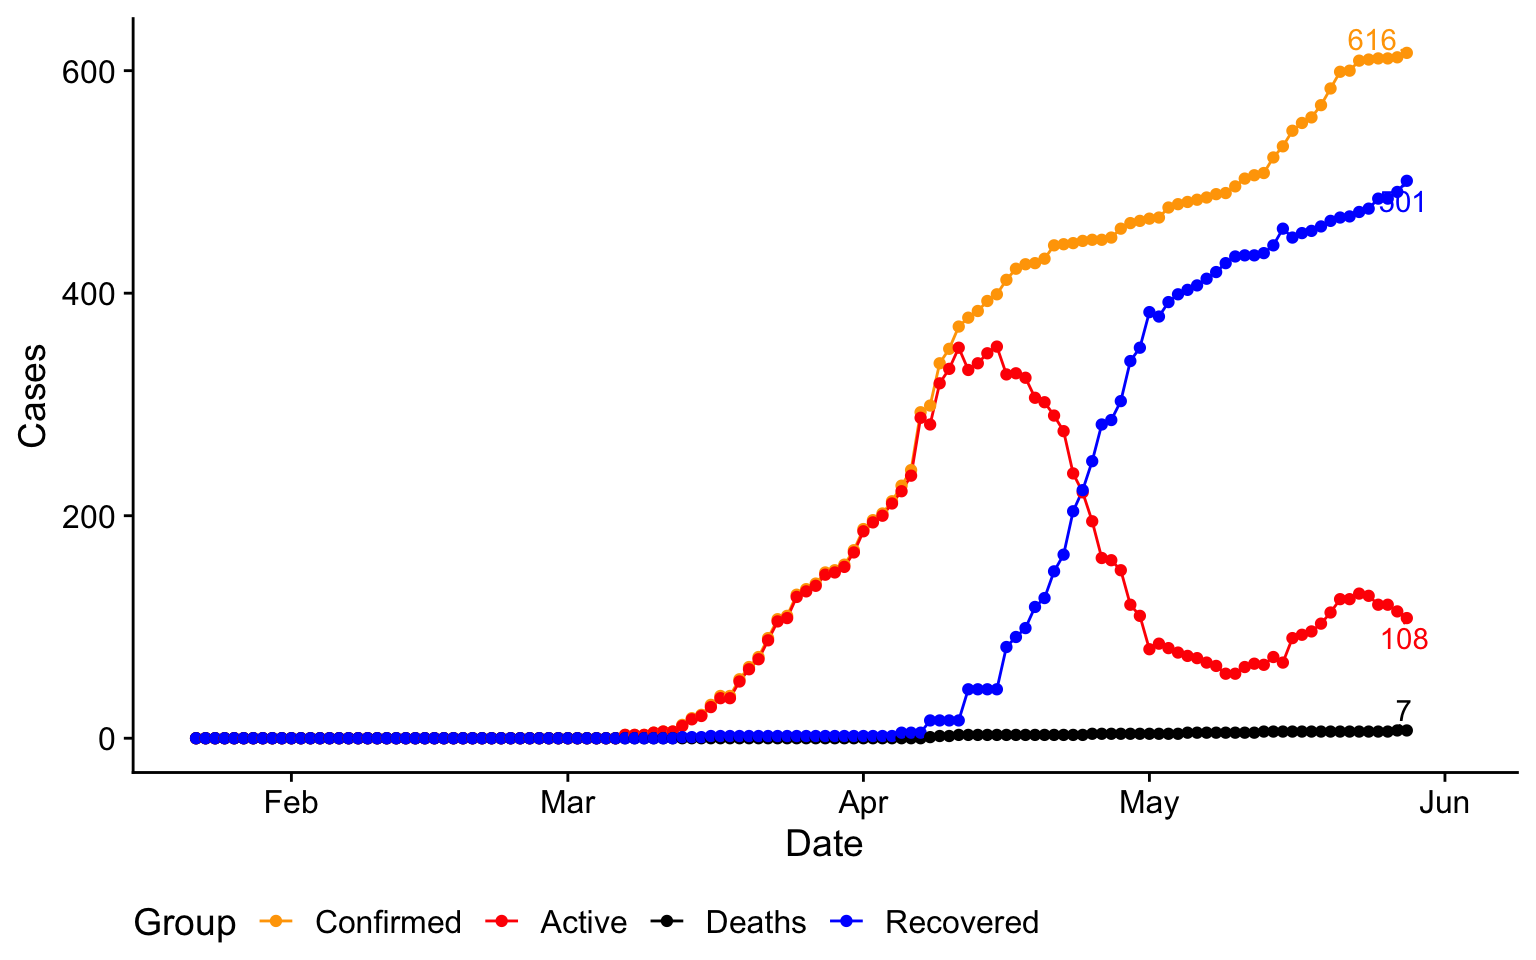 616
600
501
400
Cases
200
108
7
0
Feb Mar Apr May Jun
Date
Group Confirmed Active Deaths Recovered